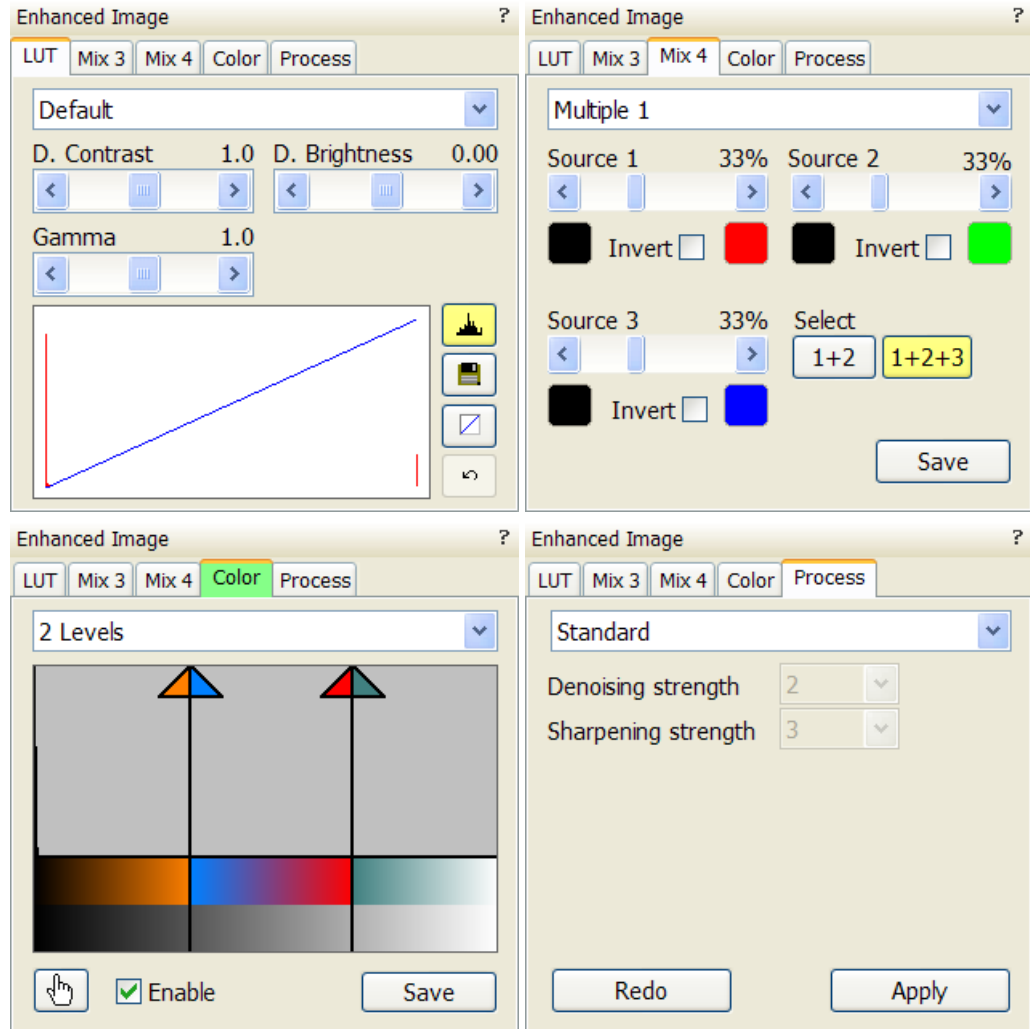 Enhanced Image ?
LUT Mix 3 Mix 4 Color Process
Default
D. Contrast 1.0 D. Brightness 0.00
Gamma 1.0
Enhanced Image ?
LUT Mix 3 Mix 4 Color Process
Multiple 1
Source 1 33% Source 2 33%
Invert Invert
Source 3 33% Select
1+2 1+2+3
Invert
Save
Enhanced Image ?
LUT Mix 3 Mix 4 Color Process
2 Levels
Enable Save
Enhanced Image ?
LUT Mix 3 Mix 4 Color Process
Standard
Denoising strength 2
Sharpening strength 3
Redo Apply